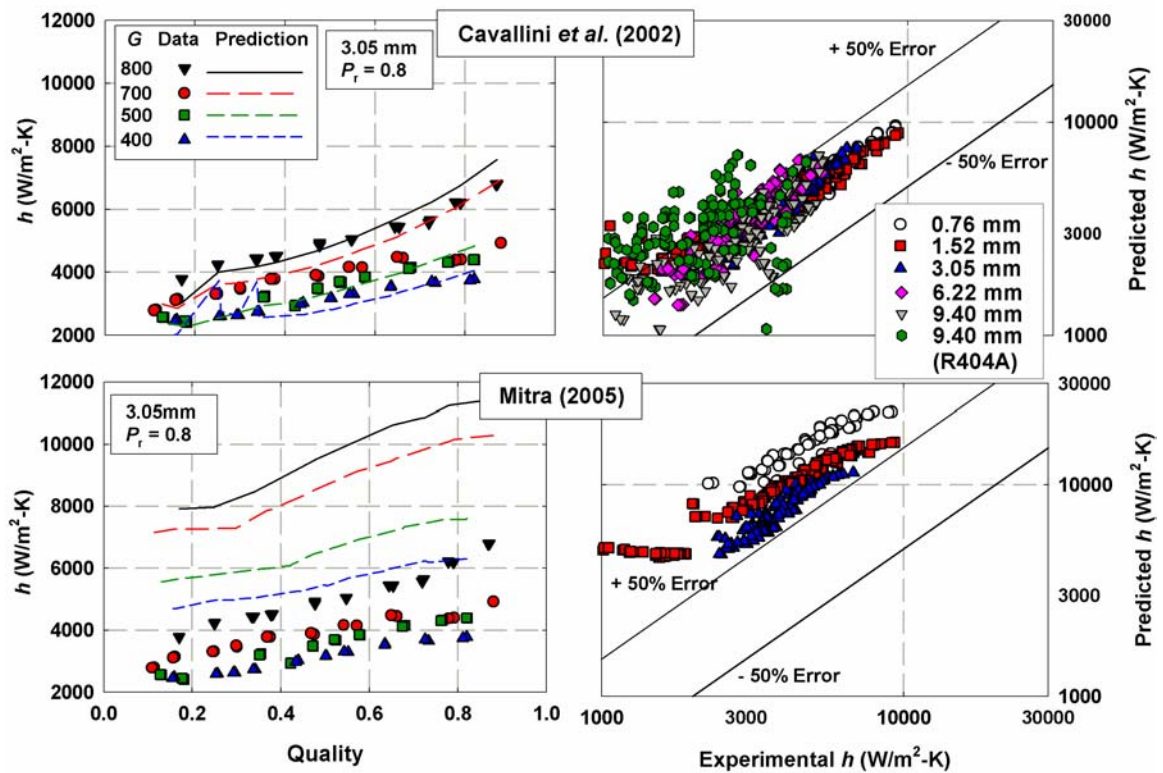 12000
10000
8000
6000
4000
2000
h (W/m²-K)
G Data Prediction
800
700
500
400
3.05 mm
Pr = 0.8
Cavallini et al. (2002)
+ 50% Error
- 50% Error
30000
10000
3000
1000
Predicted h (W/m²-K)
0.76 mm
1.52 mm
3.05 mm
6.22 mm
9.40 mm
9.40 mm
(R404A)
12000
10000
8000
6000
4000
2000
h (W/m²-K)
3.05mm
Pr = 0.8
Mitra (2005)
+ 50% Error
- 50% Error
30000
10000
3000
1000
Predicted h (W/m²-K)
0.0 0.2 0.4 0.6 0.8 1.0
Quality
1000 3000 10000 30000
Experimental h (W/m²-K)